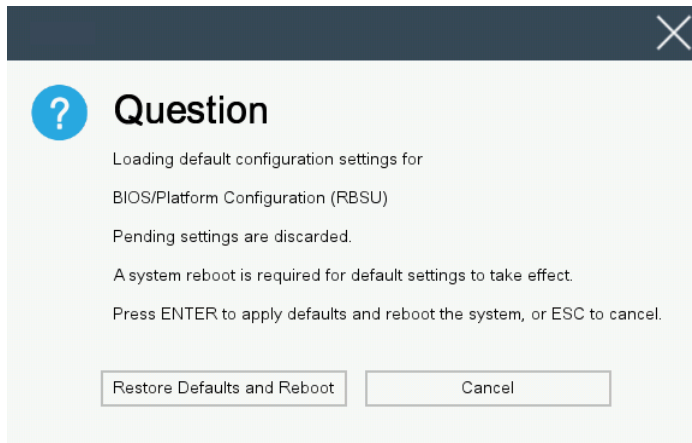 ?
Question
Loading default configuration settings for
BIOS/Platform Configuration (RBSU)
Pending settings are discarded.
A system reboot is required for default settings to take effect.
Press ENTER to apply defaults and reboot the system, or ESC to cancel.
Restore Defaults and Reboot
Cancel